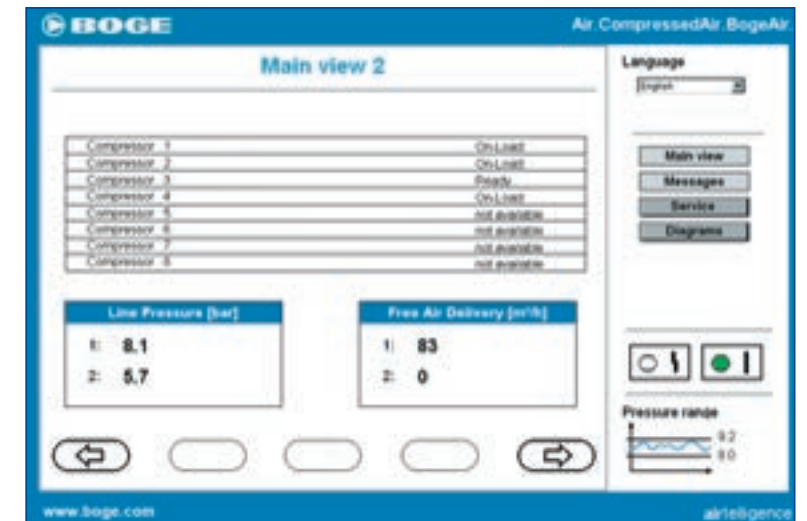 BOGE
Air.CompressedAir.BogeAir
Main view 2
Language
English
Compressor 1 On-Load
Compressor 2 On-Load
Compressor 3 Ready
Compressor 4 On-Load
Compressor 5 not available
Compressor 6 not available
Compressor 7 not available
Compressor 8 not available
Main view
Messages
Service
Diagrams
Line Pressure [bar]
1: 8.1
2: 5.7
Free Air Delivery [m³/h]
1: 83
2: 0
Pressure range
9.2
8.0
www.boge.com
airtelligence